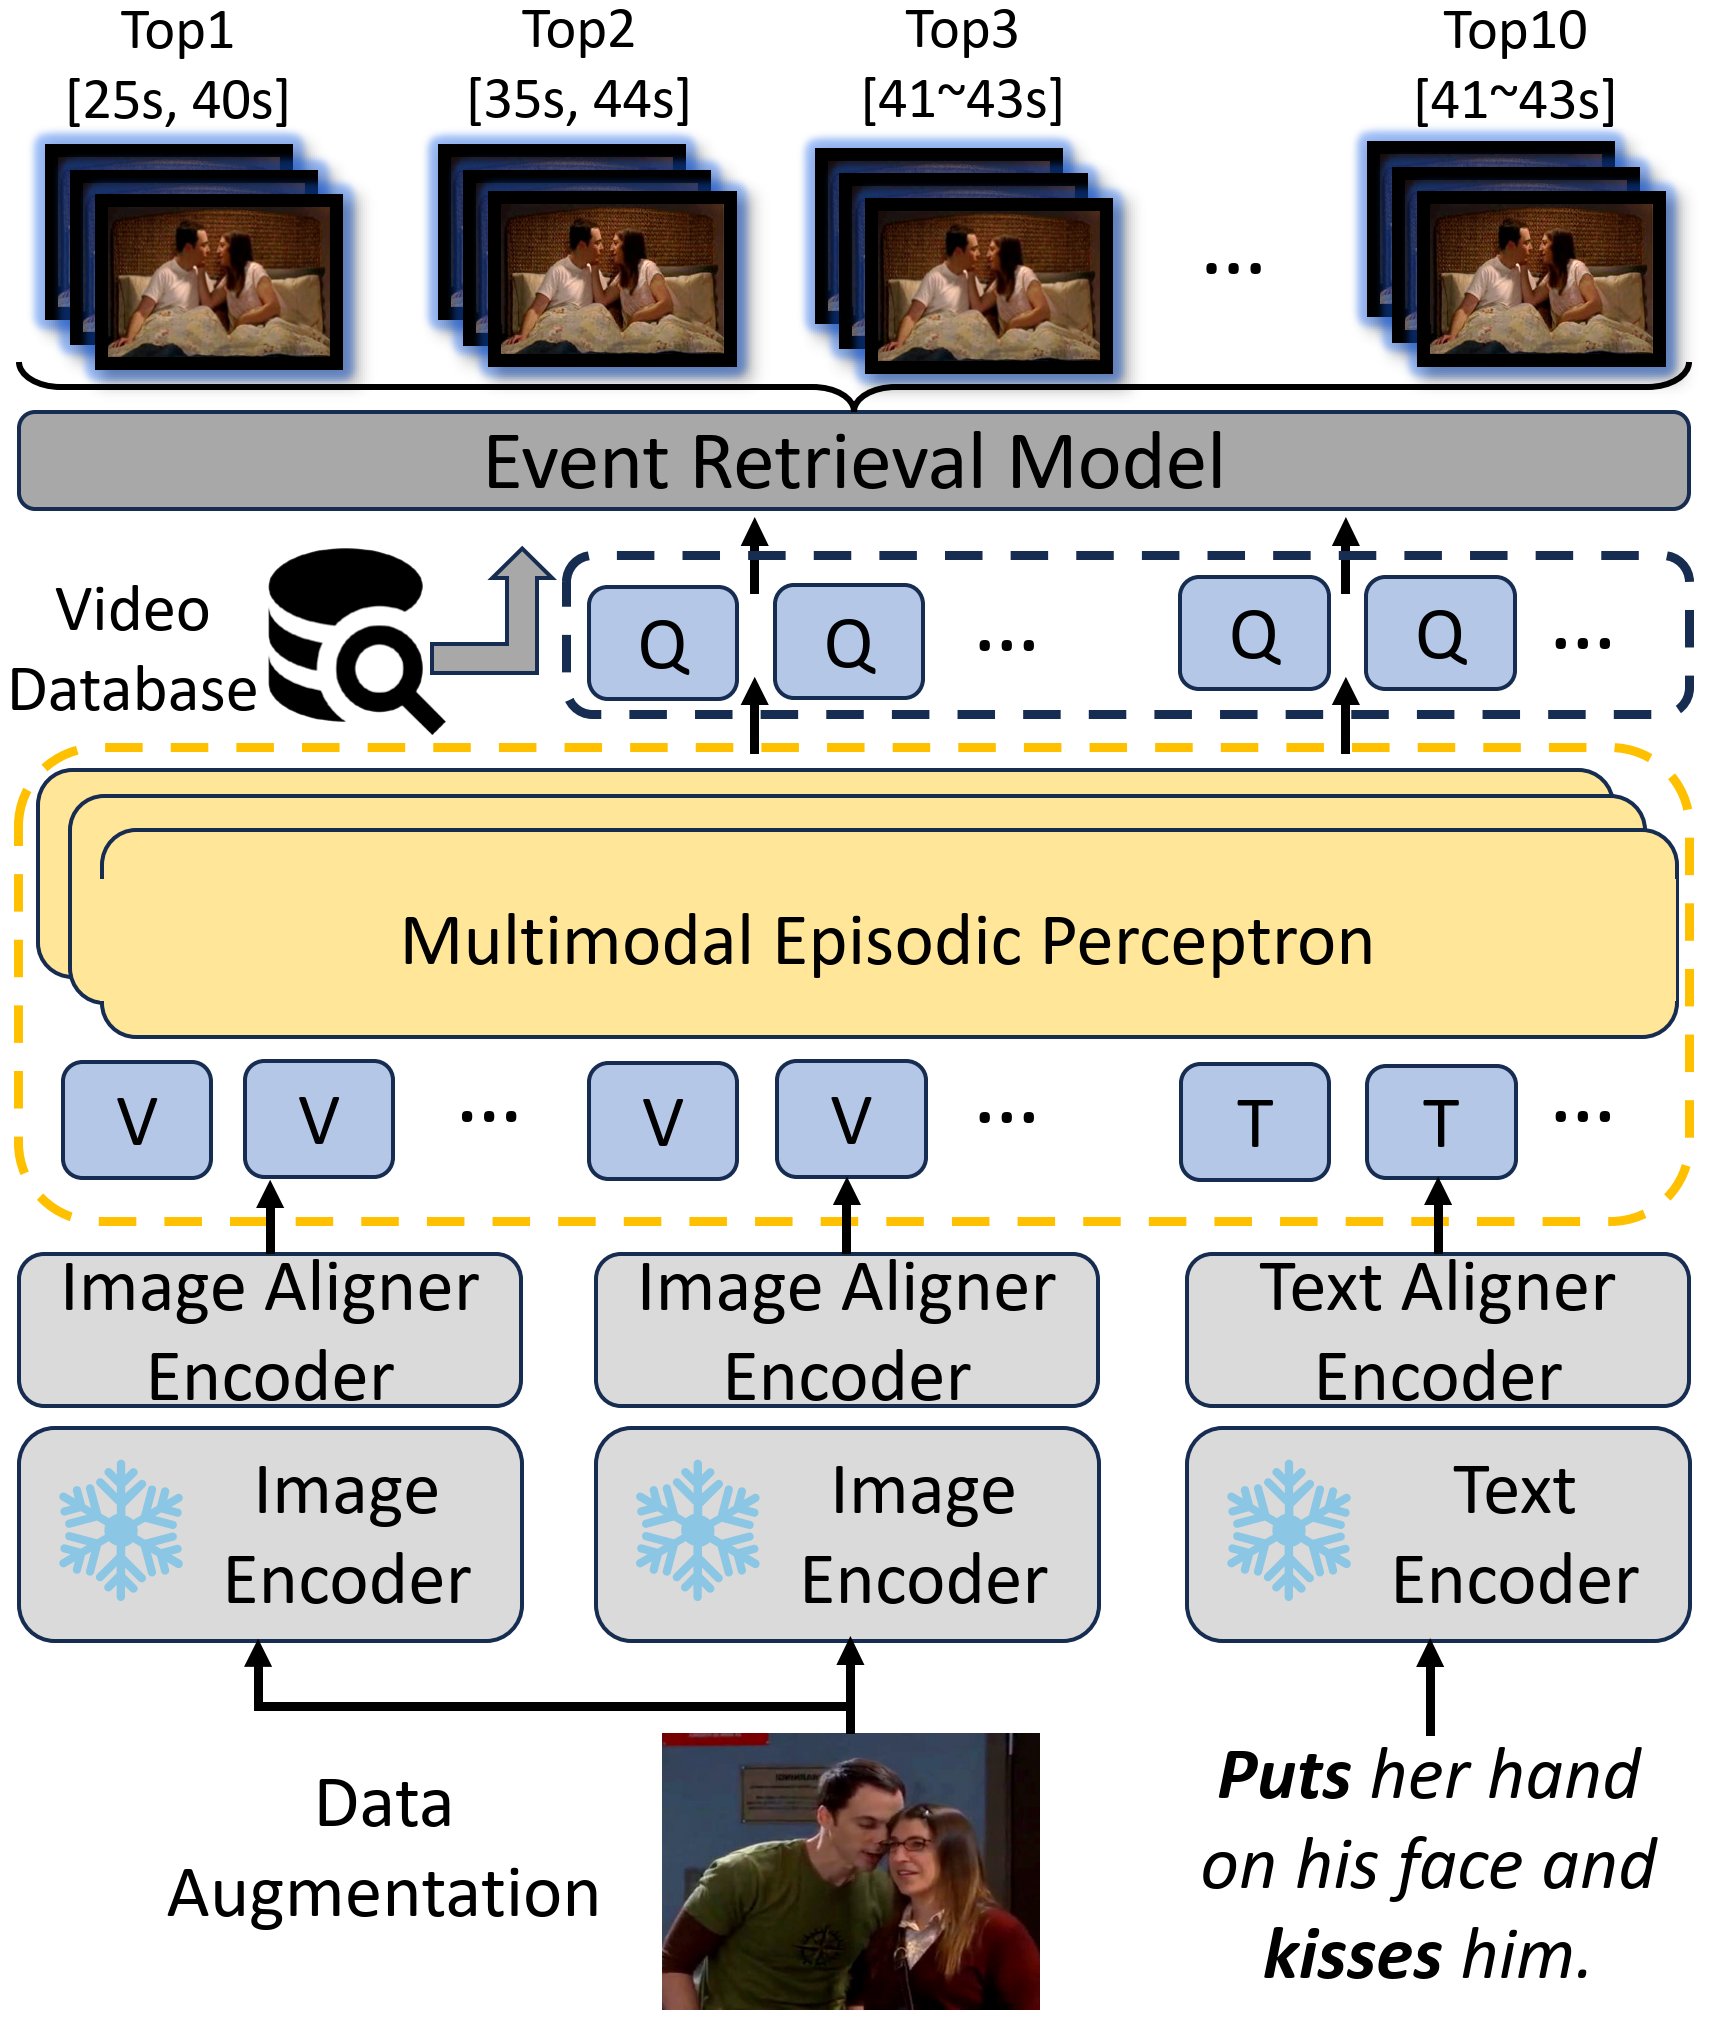 Top1
[25s, 40s]
Top2
[35s, 44s]
Top3
[41~43s]
...
Top10
[41~43s]
Event Retrieval Model
Video
Database
Q
Q
...
Q
Q
...
Multimodal Episodic Perceptron
V
V
...
V
V
...
T
T
...
Image Aligner
Encoder
Image Aligner
Encoder
Text Aligner
Encoder
Image
Encoder
Image
Encoder
Text
Encoder
Data
Augmentation
Puts her hand
on his face and
kisses him.